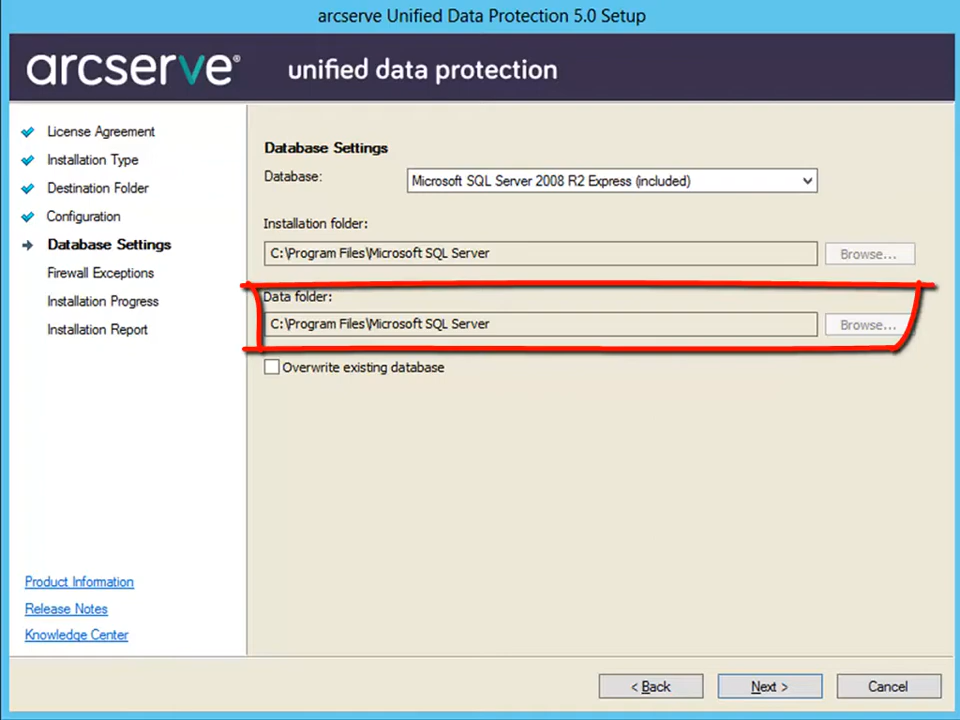 arcserve Unified Data Protection 5.0 Setup
arcserve® unified data protection
License Agreement
Installation Type
Destination Folder
Configuration
Database Settings
Firewall Exceptions
Installation Progress
Installation Report
Product Information
Release Notes
Knowledge Center
Database Settings
Database: Microsoft SQL Server 2008 R2 Express (included)
Installation folder:
C:\Program Files\Microsoft SQL Server Browse...
Data folder:
C:\Program Files\Microsoft SQL Server Browse...
Overwrite existing database
< Back Next > Cancel